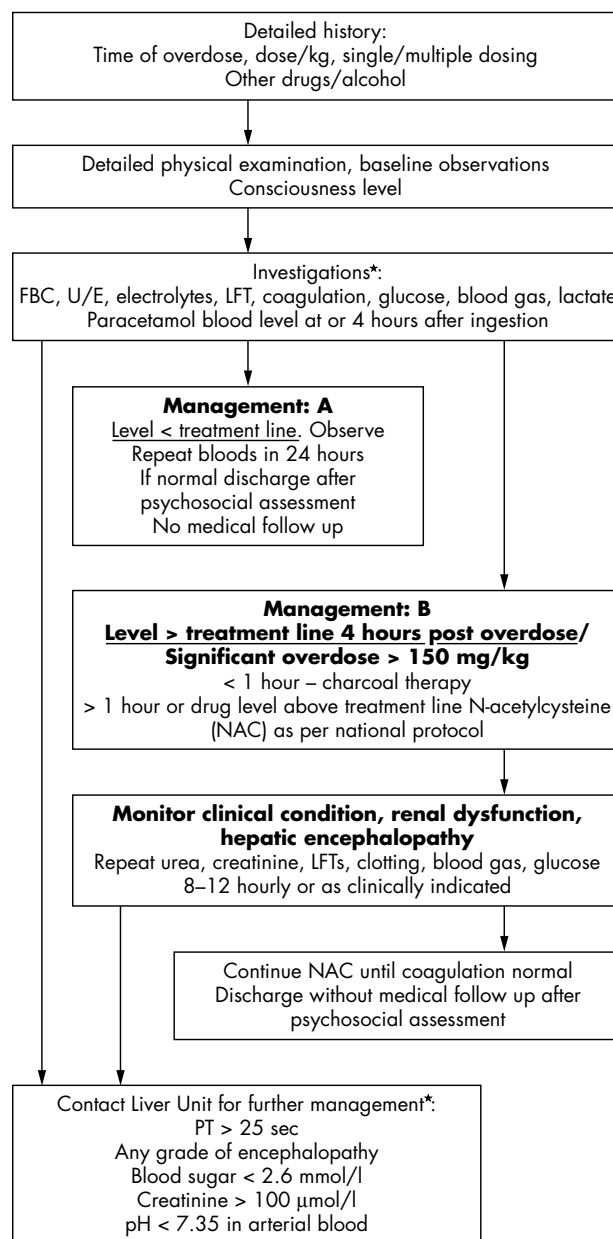 Detailed history:
Time of overdose, dose/kg, single/multiple dosing
Other drugs/alcohol
Detailed physical examination, baseline observations
Consciousness level
Investigations★:
FBC, U/E, electrolytes, LFT, coagulation, glucose, blood gas, lactate
Paracetamol blood level at or 4 hours after ingestion
Management: A
Level < treatment line. Observe
Repeat bloods in 24 hours
If normal discharge after
psychosocial assessment
No medical follow up
Management: B
Level > treatment line 4 hours post overdose/
Significant overdose > 150 mg/kg
< 1 hour – charcoal therapy
> 1 hour or drug level above treatment line N-acetylcysteine
(NAC) as per national protocol
Monitor clinical condition, renal dysfunction,
hepatic encephalopathy
Repeat urea, creatinine, LFTs, clotting, blood gas, glucose
8–12 hourly or as clinically indicated
Continue NAC until coagulation normal
Discharge without medical follow up after
psychosocial assessment
Contact Liver Unit for further management★:
PT > 25 sec
Any grade of encephalopathy
Blood sugar < 2.6 mmol/l
Creatinine > 100 μmol/l
pH < 7.35 in arterial blood